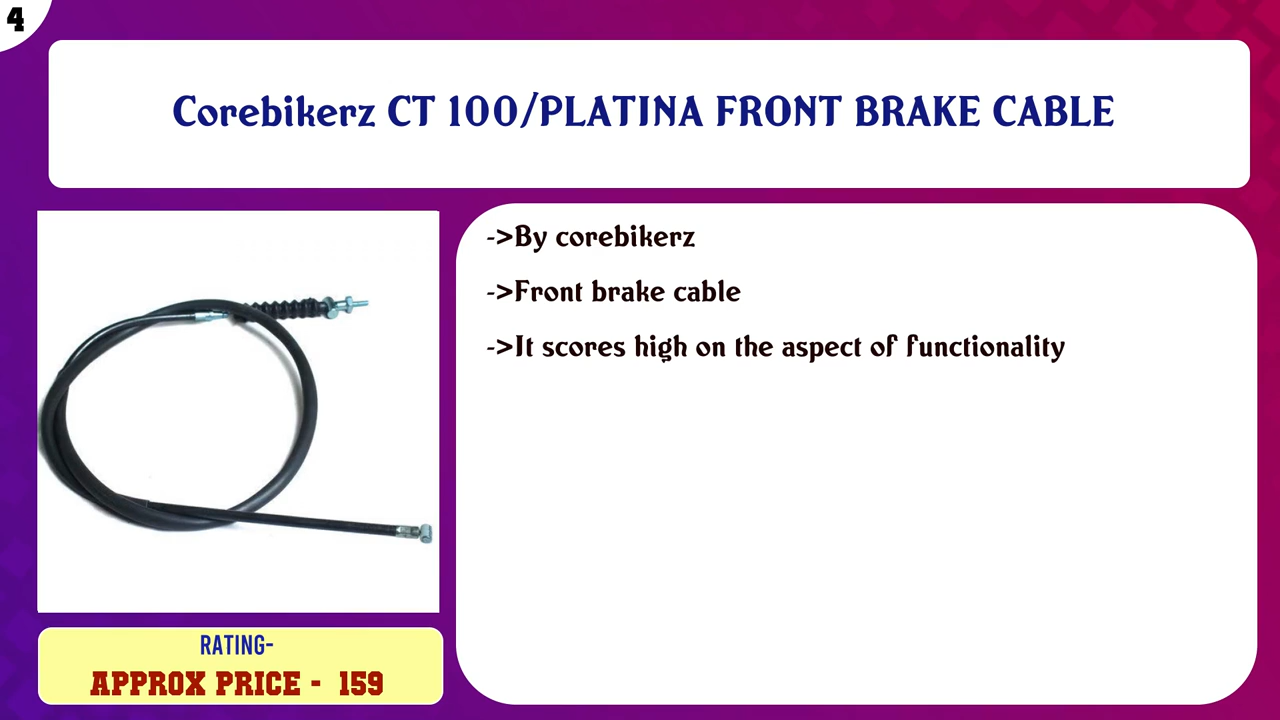 4
Corebikerz CT 100/PLATINA FRONT BRAKE CABLE
->By corebikerz
->Front brake cable
->It scores high on the aspect of functionality
RATING-
APPROX PRICE - 159